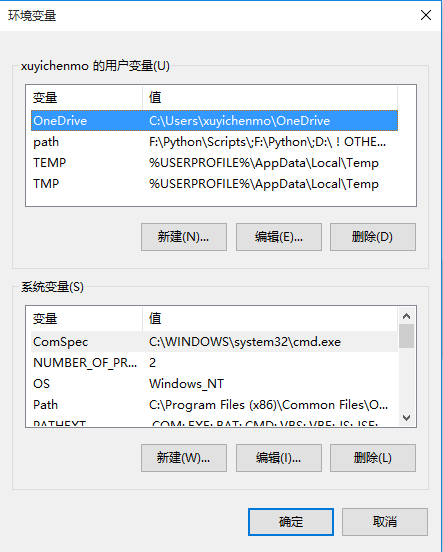 环境变量
xuyichenmo 的用户变量(U)
变量 值
OneDrive C:\Users\xuyichenmo\OneDrive
path F:\Python\Scripts\;F:\Python\;D:\ ! OTHE...
TEMP %USERPROFILE%\AppData\Local\Temp
TMP %USERPROFILE%\AppData\Local\Temp
新建(N)... 编辑(E)... 删除(D)
系统变量(S)
变量 值
ComSpec C:\WINDOWS\system32\cmd.exe
NUMBER_OF_PR... 2
OS Windows_NT
Path C:\Program Files (x86)\Common Files\O...
PATHEXT .COM;.EXE;.BAT;.CMD;.VBS;.VBE;.JS;.JSE;
新建(W)... 编辑(I)... 删除(L)
确定 取消